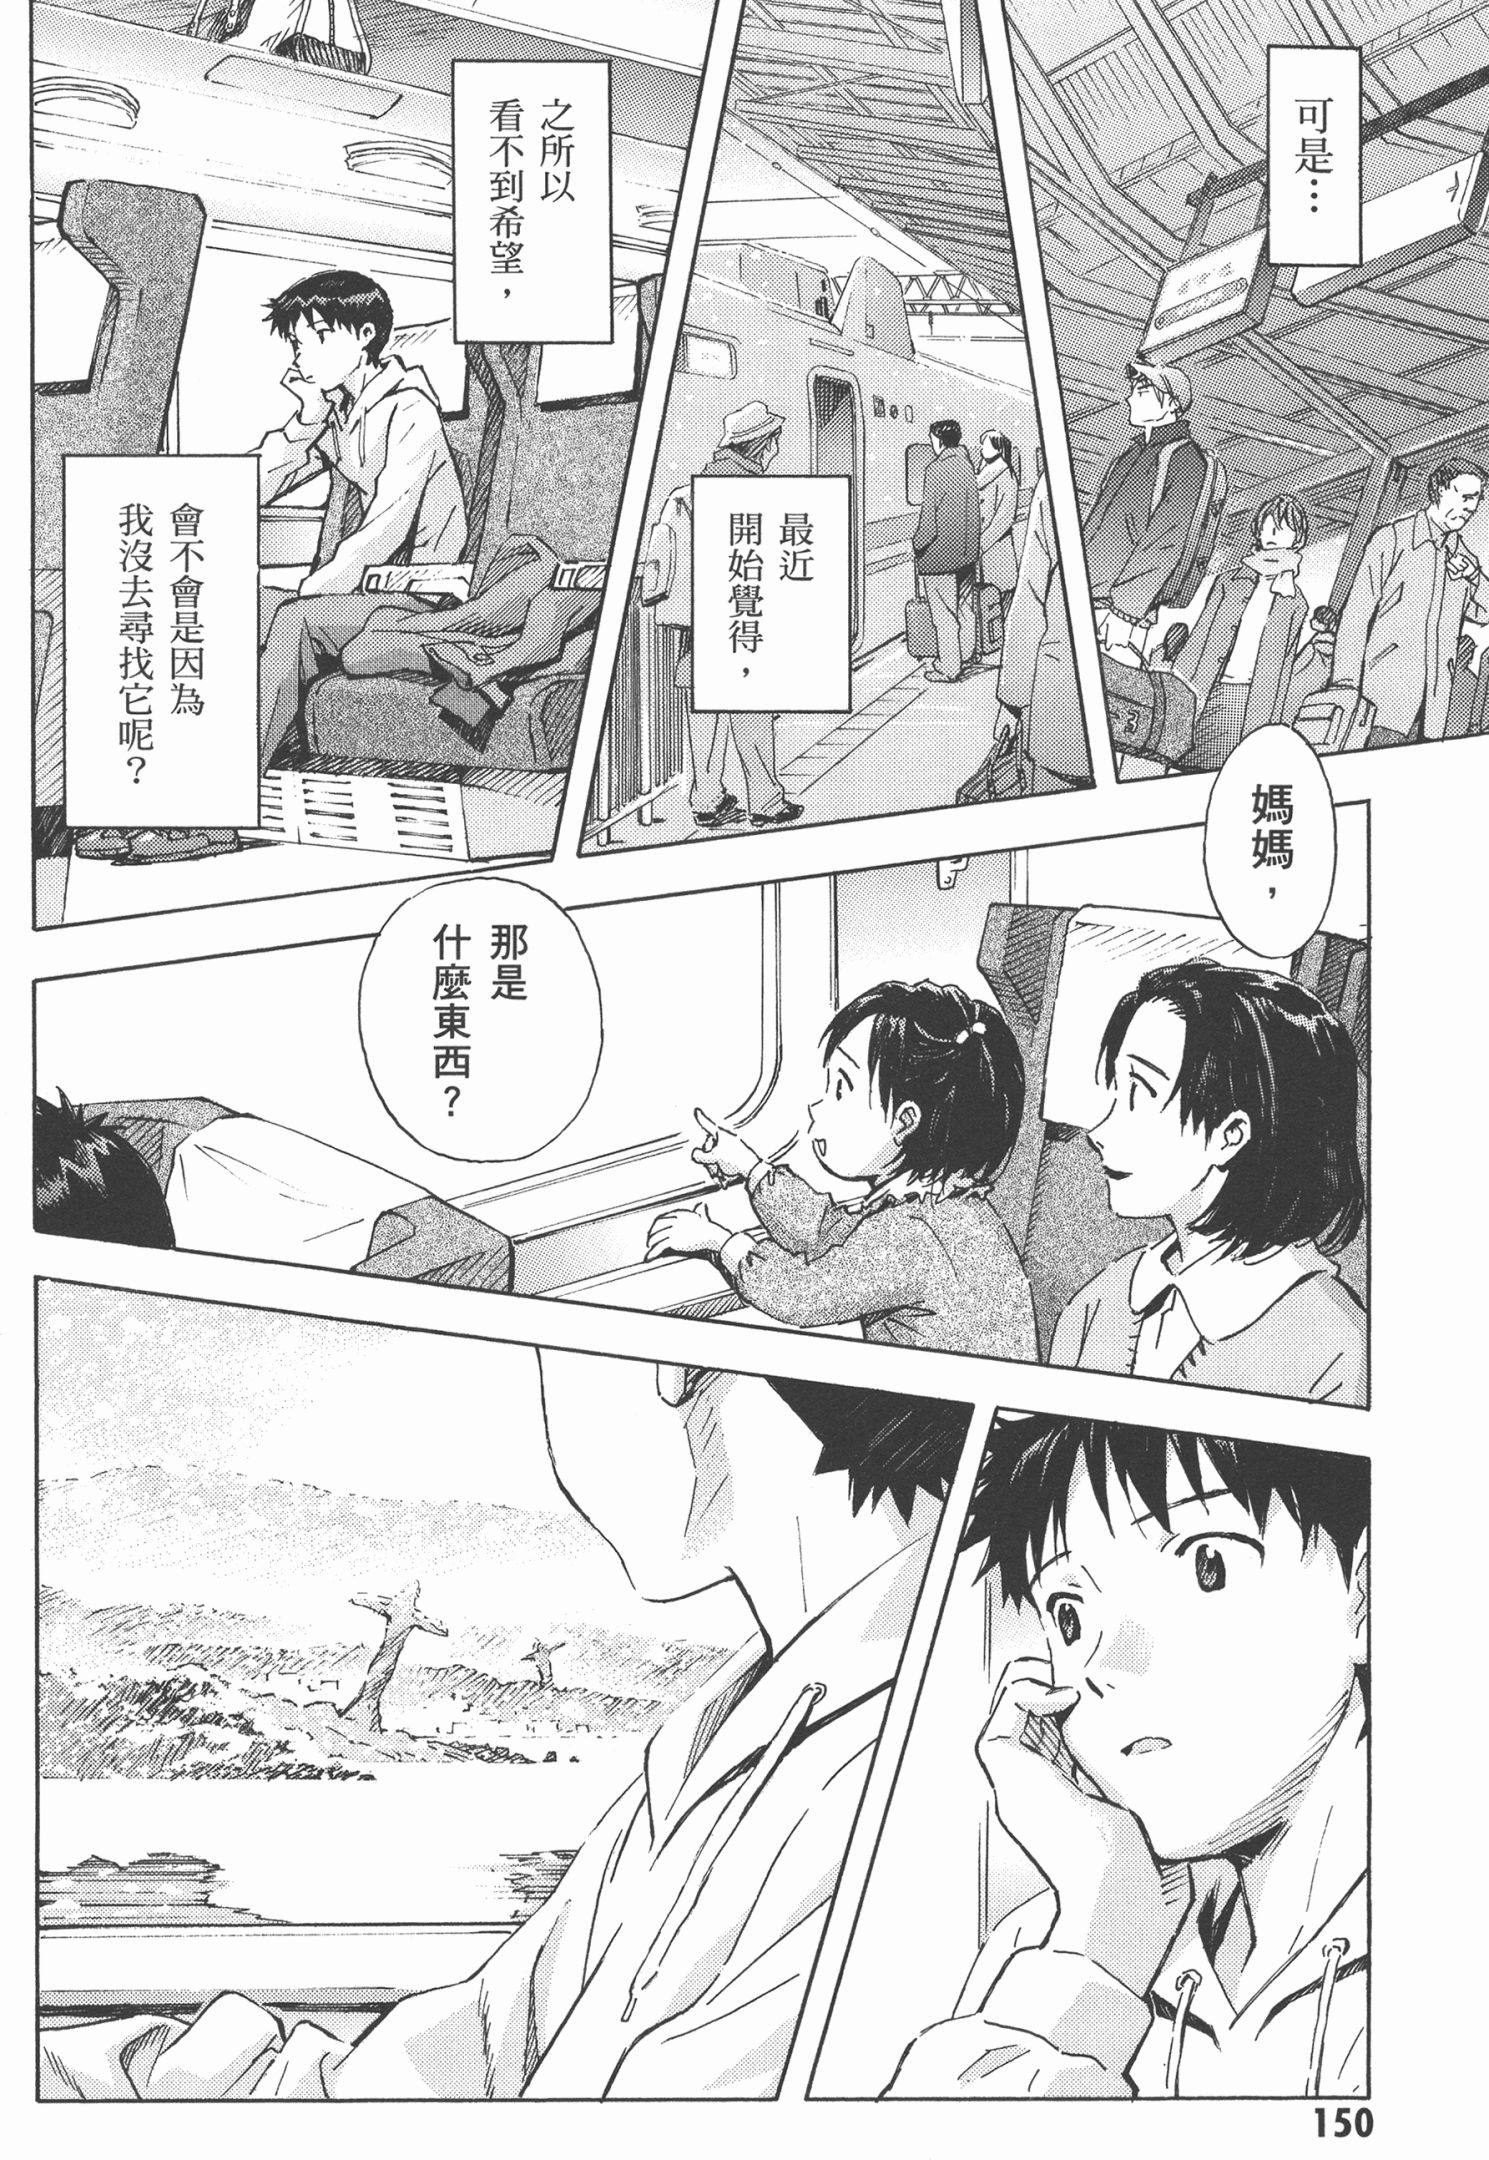 可是…
最近
開始覺得，
之所以
看不到希望，
會不會是因為
我沒去尋找它呢？
媽媽，
那是
什麼東西？
150